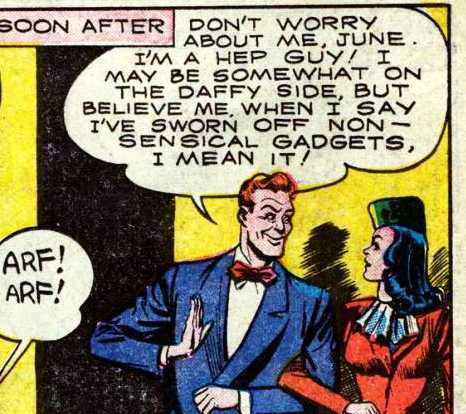 SOON AFTER
DON'T WORRY
ABOUT ME, JUNE.
I'M A HEP GUY! I
MAY BE SOMEWHAT ON
THE DAFFY SIDE, BUT
BELIEVE ME, WHEN I SAY
I'VE SWORN OFF NON-
SENSICAL GADGETS,
I MEAN IT!
ARF!
ARF!